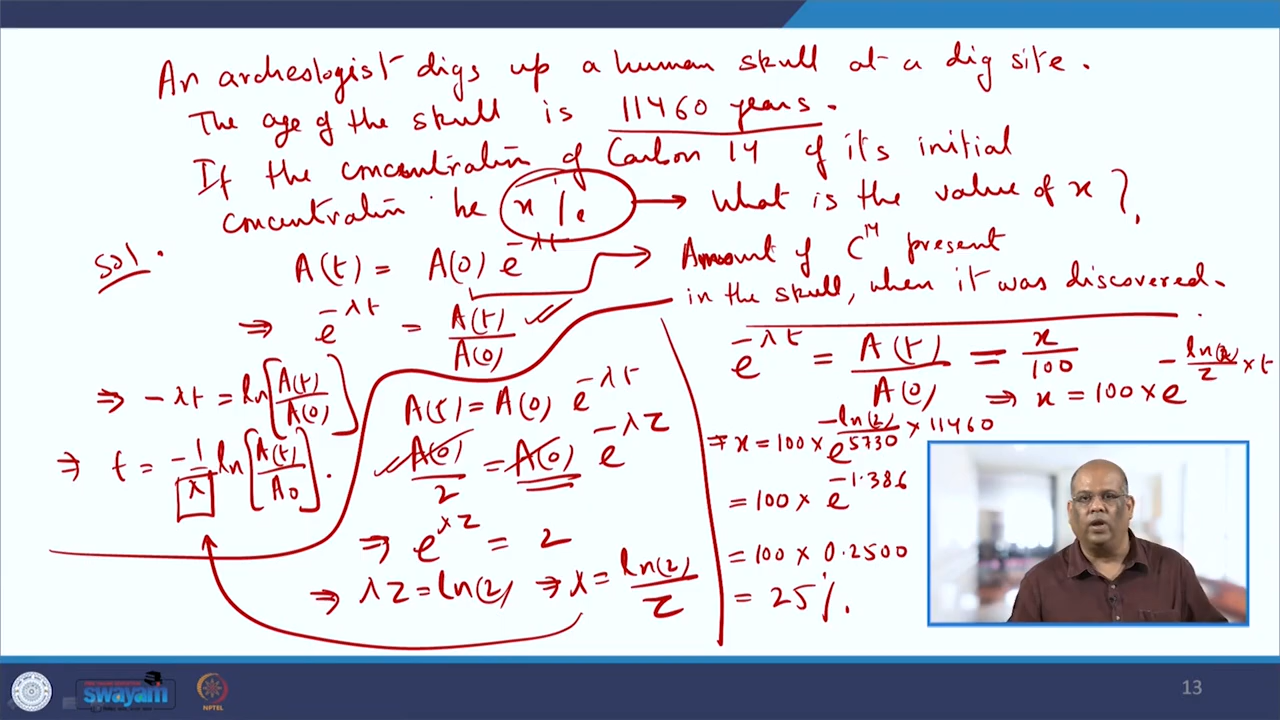 An archeologist digs up a human skull at a dig site.
The age of the skull is 11460 years.
If the concentration of Carbon 14 of its initial
concentration be x % → What is the value of x ?
Sol.
A(t) = A(0) e^{-λt} → Amount of C^{14} present
in the skull, when it was discovered.
⇒ e^{-λt} = A(t)/A(0) ✓
⇒ -λt = ln[A(t)/A(0)]
⇒ t = -1/λ ln[A(t)/A0].
A(τ) = A(0) e^{-λt}
A(0)/2 = A(0) e^{-λτ}
⇒ e^{λτ} = 2
⇒ λτ = ln(2) ⇒ λ = ln(2)/τ
e^{-λt} = A(t)/A(0) = x/100
⇒ x = 100 × e^{-ln(2)/τ × t}
⇒ x = 100 × e^{-ln(2)/5730 × 11460}
= 100 × e^{-1.386}
= 100 × 0.2500
= 25%.
swayam
NPTEL
13